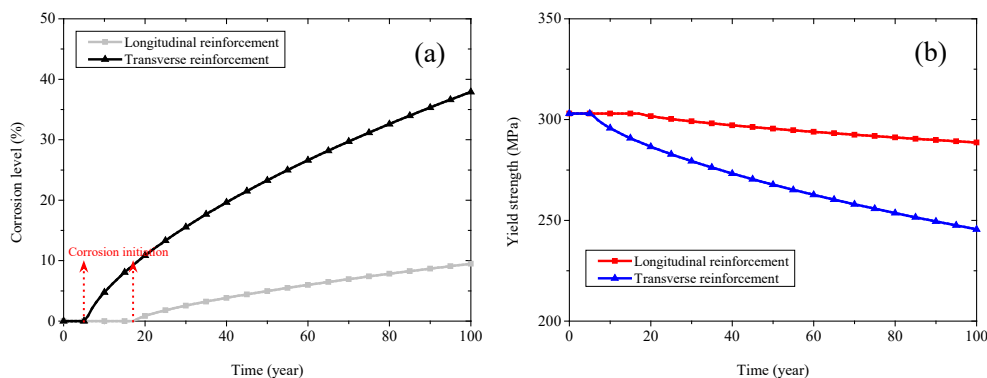 50
40
30
20
10
0
Corrosion level (%)
Longitudinal reinforcement
Transverse reinforcement
(a)
Corrosion initiation
0
20
40
60
80
100
Time (year)
350
300
250
200
Yield strength (MPa)
(b)
Longitudinal reinforcement
Transverse reinforcement
0
20
40
60
80
100
Time (year)